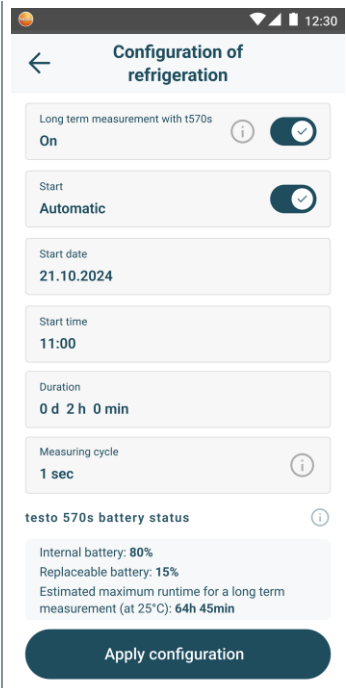 12:30
Configuration of
refrigeration
Long term measurement with t570s
On
Start
Automatic
Start date
21.10.2024
Start time
11:00
Duration
0 d 2 h 0 min
Measuring cycle
1 sec
testo 570s battery status
Internal battery: 80%
Replaceable battery: 15%
Estimated maximum runtime for a long term
measurement (at 25°C): 64h 45min
Apply configuration